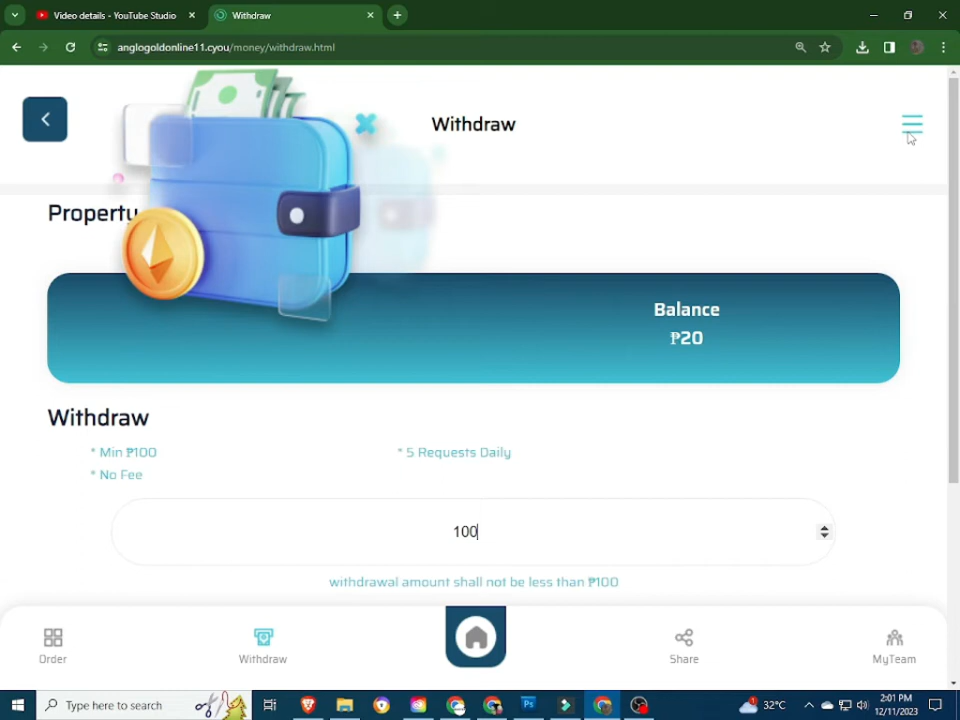 Video details - YouTube Studio
Withdraw
anglogoldonline11.cyou/money/withdraw.html
Withdraw
Property
Balance
₱20
Withdraw
* Min ₱100
* 5 Requests Daily
* No Fee
100
withdrawal amount shall not be less than ₱100
Order
Withdraw
Share
MyTeam
Type here to search
Ps
32°C
2:01 PM
12/11/2023